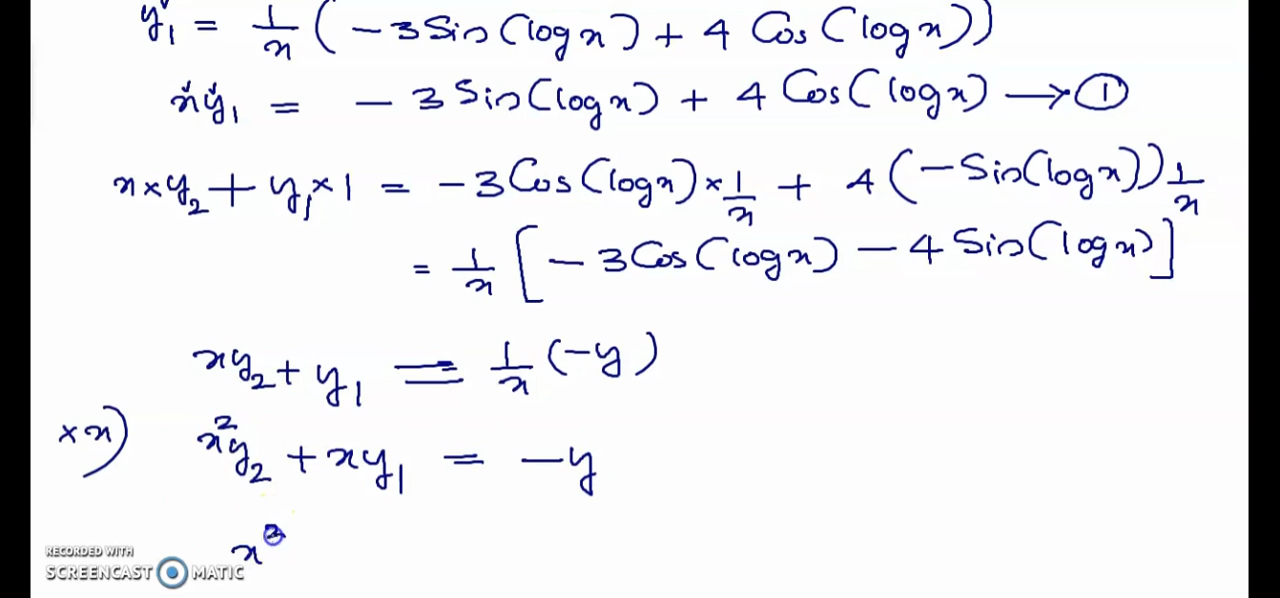 y₁ = 1/x (-3 Sin(log x) + 4 Cos(log x))
xy₁ = -3 Sin(log x) + 4 Cos(log x) → ①
x × y₂ + y₁ × 1 = -3 Cos(log x) × 1/x + 4 (-Sin(log x)) 1/x
= 1/x [-3 Cos(log x) - 4 Sin(log x)]
xy₂ + y₁ = 1/x (-y)
× x) x²y₂ + xy₁ = -y
x²
RECORDED WITH
SCREENCAST MATIC